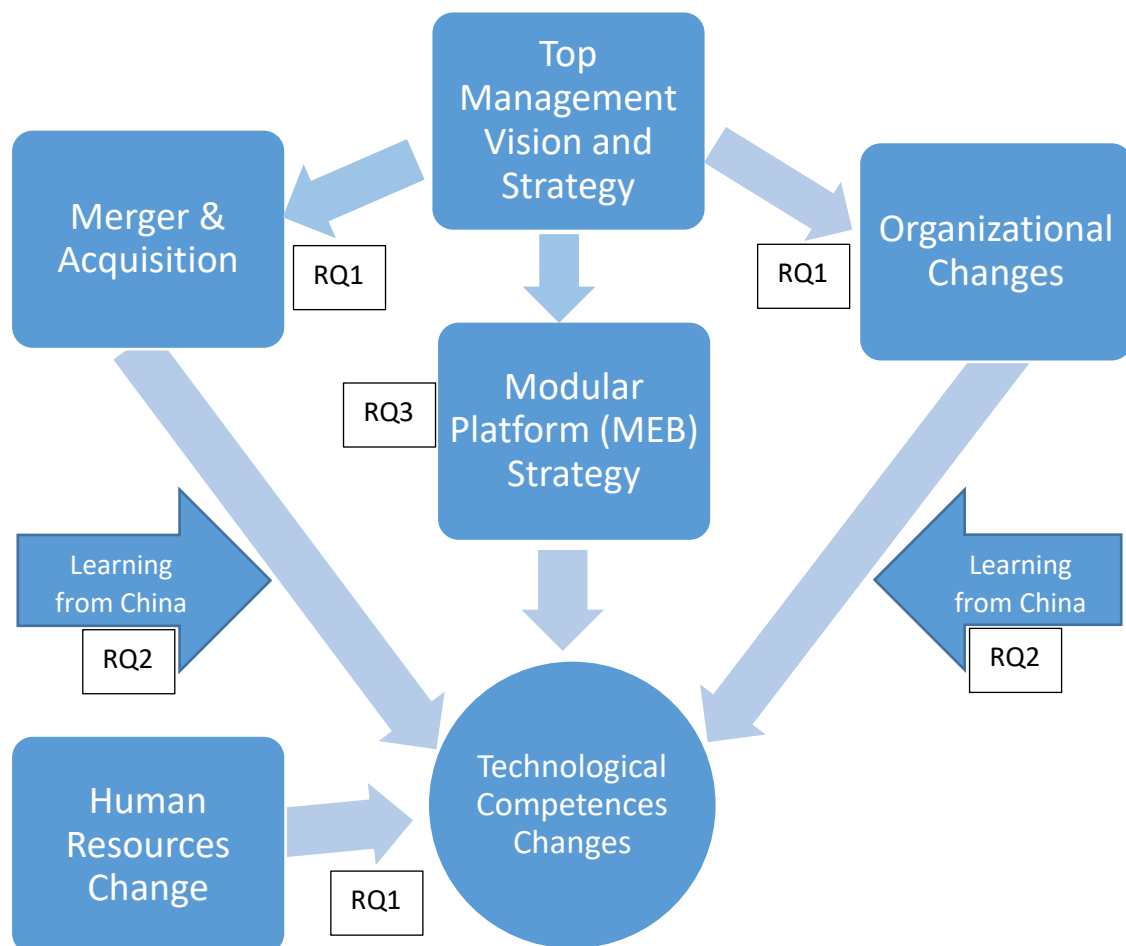 Top
Management
Vision and
Strategy
Merger &
Acquisition
RQ1
RQ1
Organizational
Changes
RQ3
Modular
Platform (MEB)
Strategy
Learning
from China
RQ2
Learning
from China
RQ2
Human
Resources
Change
RQ1
Technological
Competences
Changes